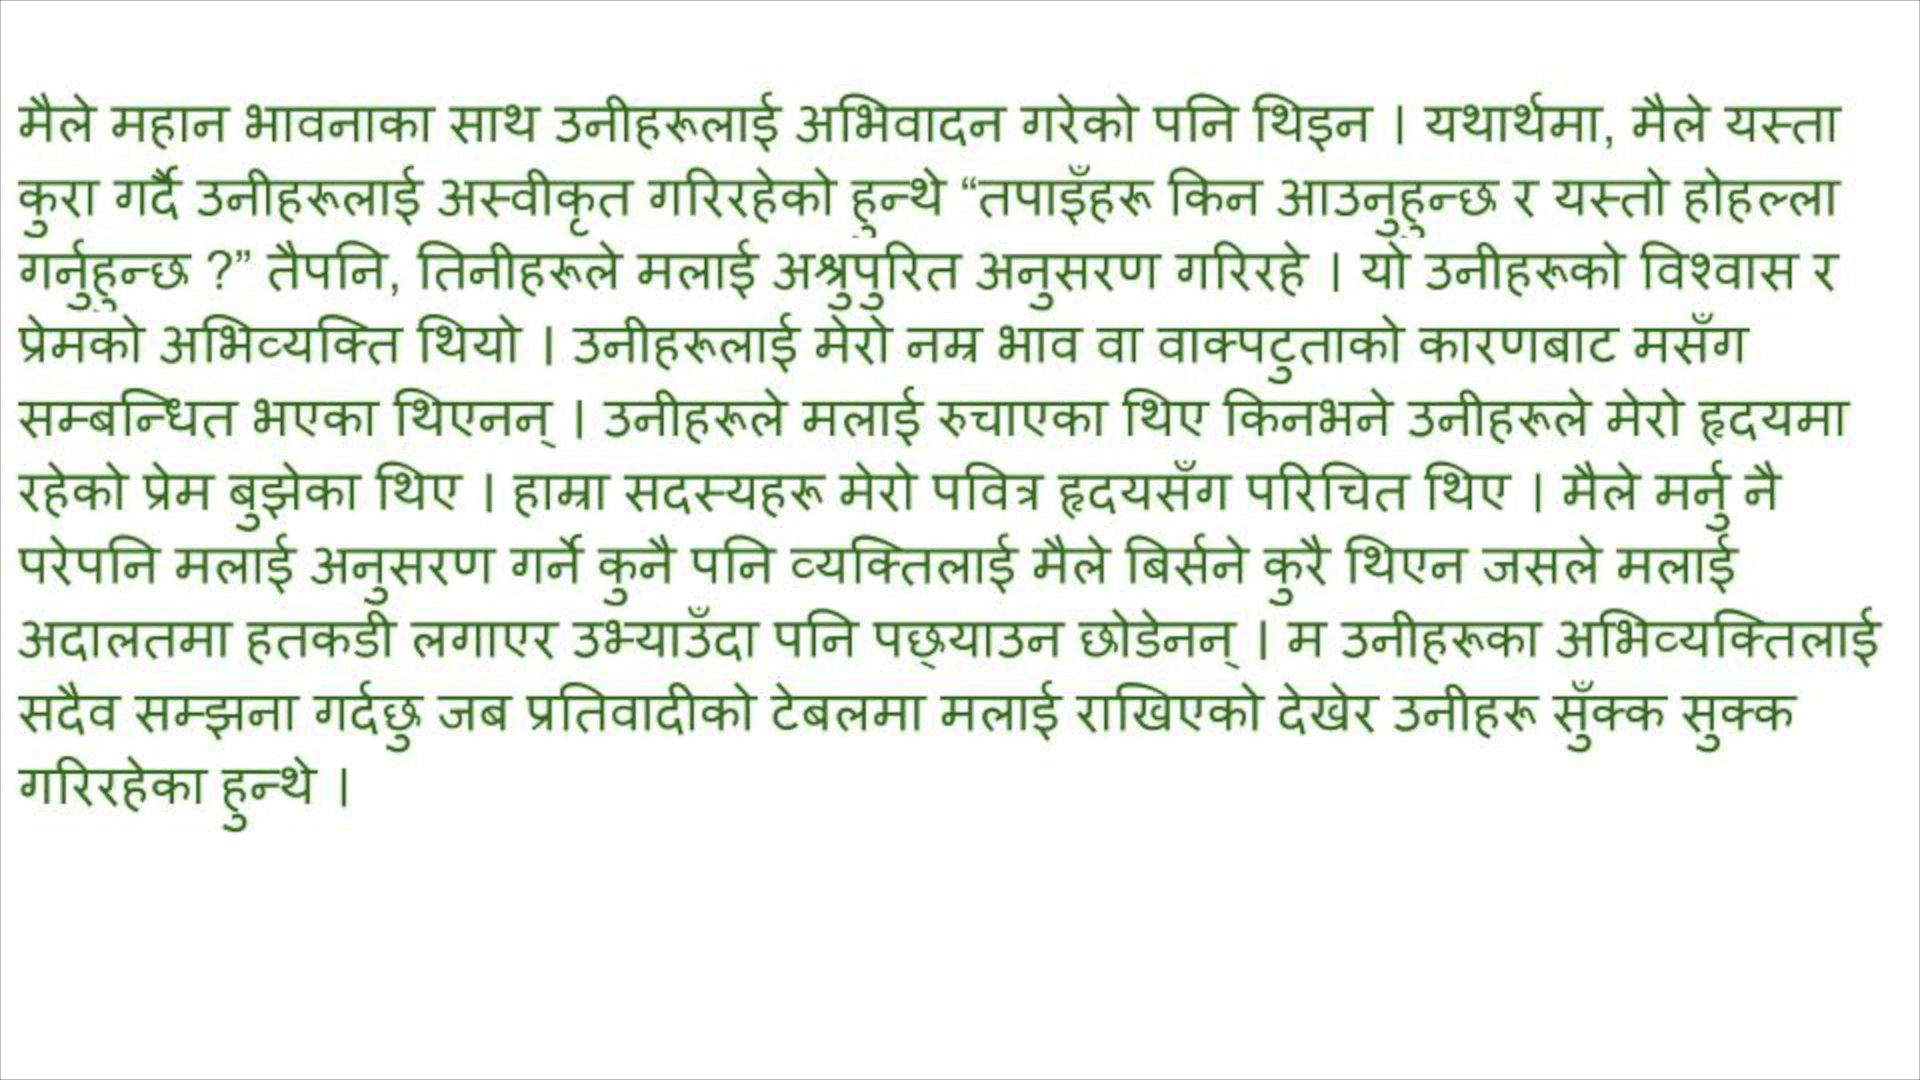 मैले महान भावनाका साथ उनीहरूलाई अभिवादन गरेको पनि थिइन । यथार्थमा, मैले यस्ता
कुरा गर्दै उनीहरूलाई अस्वीकृत गरिरहेको हुन्थे “तपाइँहरू किन आउनुहुन्छ र यस्तो होहल्ला
गर्नुहुन्छ ?” तैपनि, तिनीहरूले मलाई अश्रुपुरित अनुसरण गरिरहे । यो उनीहरूको विश्वास र
प्रेमको अभिव्यक्ति थियो । उनीहरूलाई मेरो नम्र भाव वा वाक्पटुताको कारणबाट मसँग
सम्बन्धित भएका थिएनन् । उनीहरूले मलाई रुचाएका थिए किनभने उनीहरूले मेरो हृदयमा
रहेको प्रेम बुझेका थिए । हाम्रा सदस्यहरू मेरो पवित्र हृदयसँग परिचित थिए । मैले मर्नु नै
परेपनि मलाई अनुसरण गर्ने कुनै पनि व्यक्तिलाई मैले बिर्सने कुरै थिएन जसले मलाई
अदालतमा हतकडी लगाएर उभ्याउँदा पनि पछ्याउन छोडेनन् । म उनीहरूका अभिव्यक्तिलाई
सदैव सम्झना गर्दछु जब प्रतिवादीको टेबलमा मलाई राखिएको देखेर उनीहरू सुँक्क सुक्क
गरिरहेका हुन्थे ।